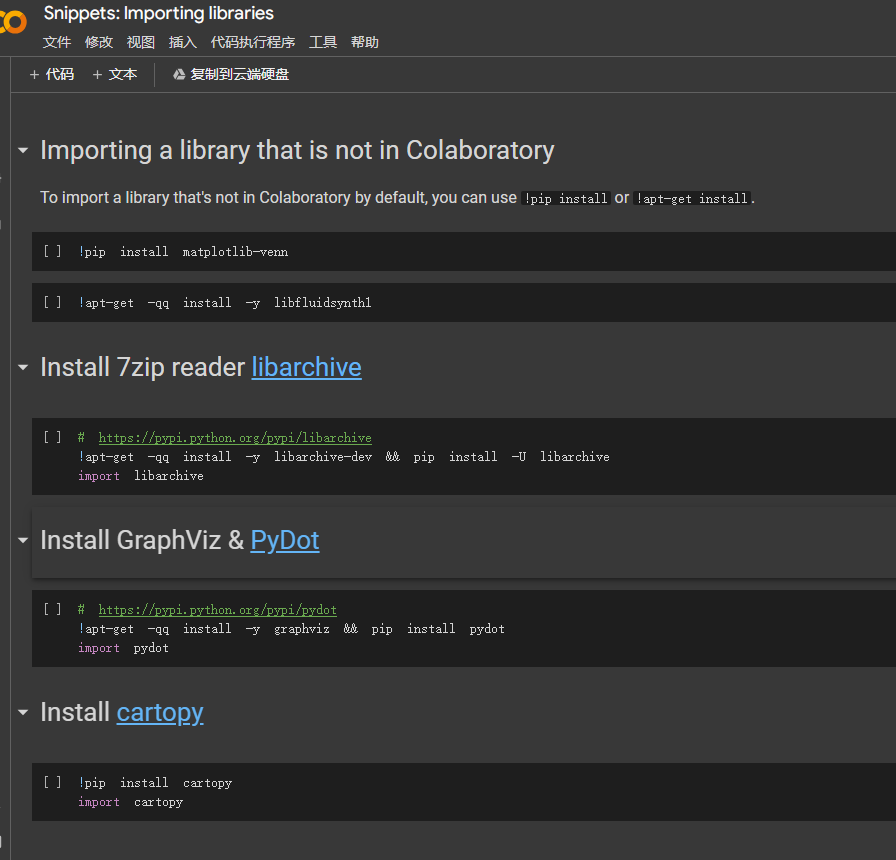 Snippets: Importing libraries
文件 修改 视图 插入 代码执行程序 工具 帮助
+ 代码 + 文本 复制到云端硬盘
Importing a library that is not in Colaboratory
To import a library that's not in Colaboratory by default, you can use !pip install or !apt-get install.
[ ] !pip install matplotlib-venn
[ ] !apt-get -qq install -y libfluidsynth1
Install 7zip reader libarchive
[ ] # https://pypi.python.org/pypi/libarchive
!apt-get -qq install -y libarchive-dev && pip install -U libarchive
import libarchive
Install GraphViz & PyDot
[ ] # https://pypi.python.org/pypi/pydot
!apt-get -qq install -y graphviz && pip install pydot
import pydot
Install cartopy
[ ] !pip install cartopy
import cartopy